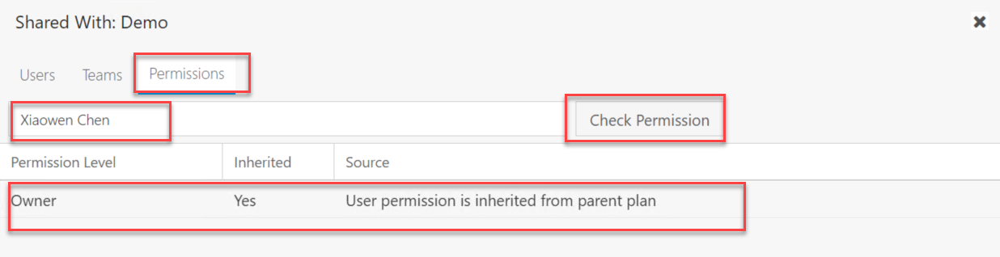 Shared With: Demo
Users Teams Permissions
Xiaowen Chen Check Permission
Permission Level Inherited Source
Owner Yes User permission is inherited from parent plan